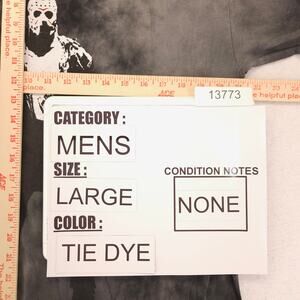 13773
CATEGORY :
MENS
SIZE :
LARGE
COLOR :
TIE DYE
CONDITION NOTES
NONE